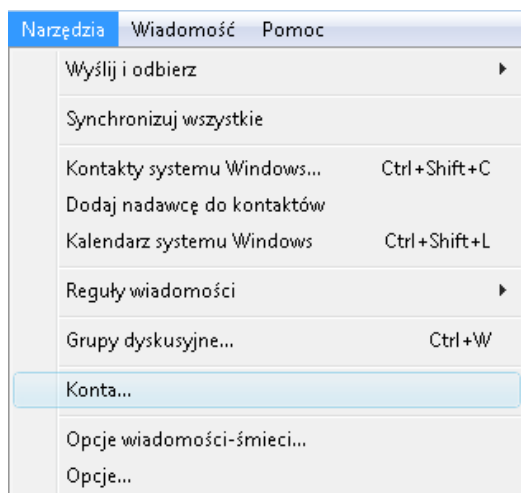 Narzędzia Wiadomość Pomoc
Wyślij i odbierz
Synchronizuj wszystkie
Kontakty systemu Windows... Ctrl+Shift+C
Dodaj nadawcę do kontaktów
Kalendarz systemu Windows Ctrl+Shift+L
Reguły wiadomości
Grupy dyskusyjne... Ctrl+W
Konta...
Opcje wiadomości-śmieci...
Opcje...